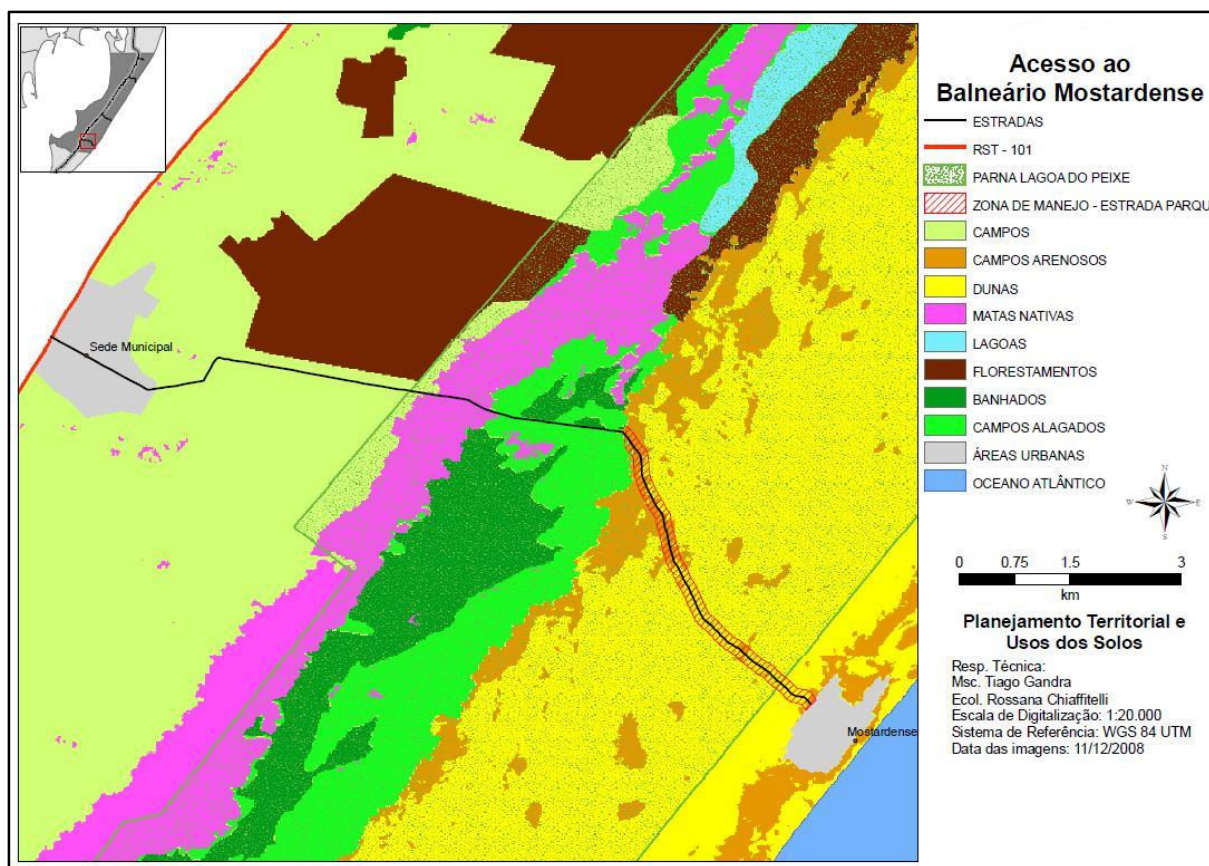 Sede Municipal
Mostardense
Acesso ao
Balneário Mostardense
ESTRADAS
RST - 101
PARNA LAGOA DO PEIXE
ZONA DE MANEJO - ESTRADA PARQU
CAMPOS
CAMPOS ARENOSOS
DUNAS
MATAS NATIVAS
LAGOAS
FLORESTAMENTOS
BANHADOS
CAMPOS ALAGADOS
ÁREAS URBANAS
OCEANO ATLÂNTICO
N
W E
S
0 0.75 1.5 3
km
Planejamento Territorial e
Usos dos Solos
Resp. Técnica:
Msc. Tiago Gandra
Ecol. Rossana Chiaffitelli
Escala de Digitalização: 1:20.000
Sistema de Referência: WGS 84 UTM
Data das imagens: 11/12/2008